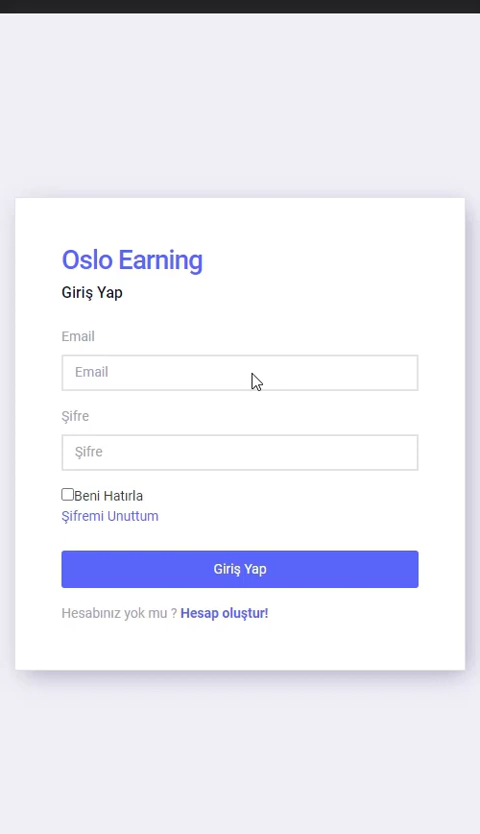 Oslo Earning
Giriş Yap
Email
Email
Şifre
Şifre
Beni Hatırla
Şifremi Unuttum
Giriş Yap
Hesabınız yok mu ? Hesap oluştur!